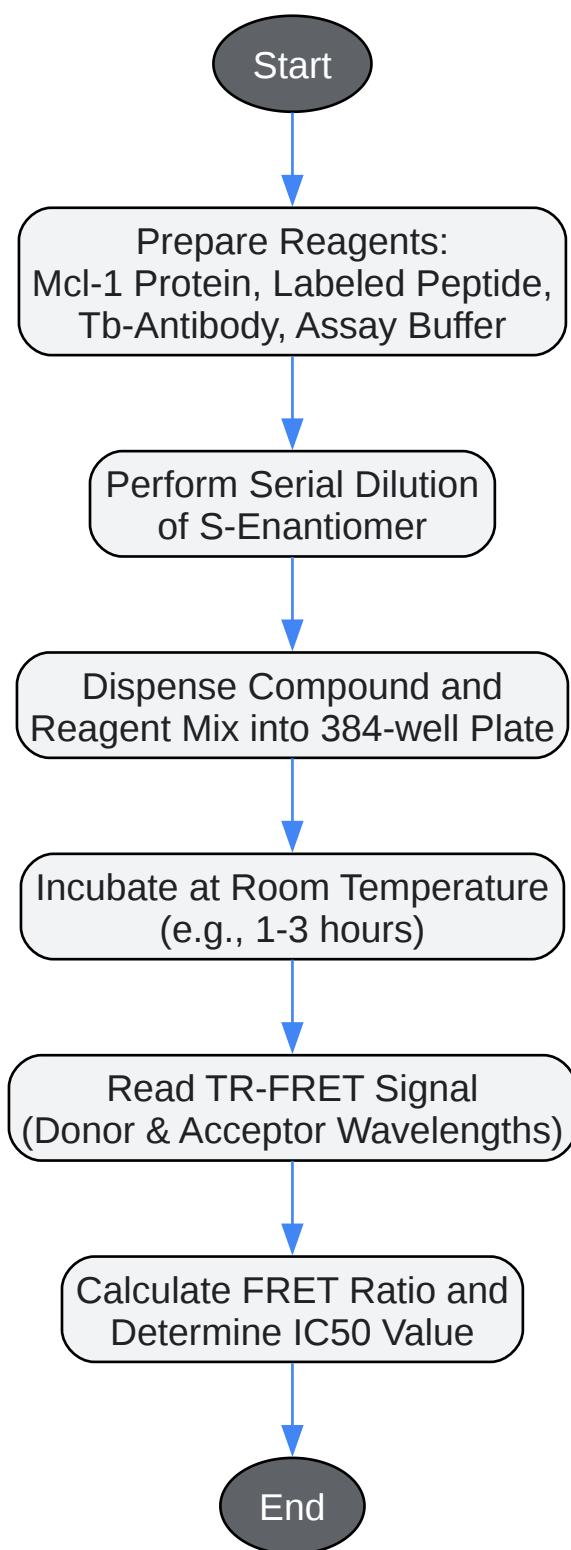 Start
Prepare Reagents:
Mcl-1 Protein, Labeled Peptide,
Tb-Antibody, Assay Buffer
Perform Serial Dilution
of S-Enantiomer
Dispense Compound and
Reagent Mix into 384-well Plate
Incubate at Room Temperature
(e.g., 1-3 hours)
Read TR-FRET Signal
(Donor & Acceptor Wavelengths)
Calculate FRET Ratio and
Determine IC50 Value
End